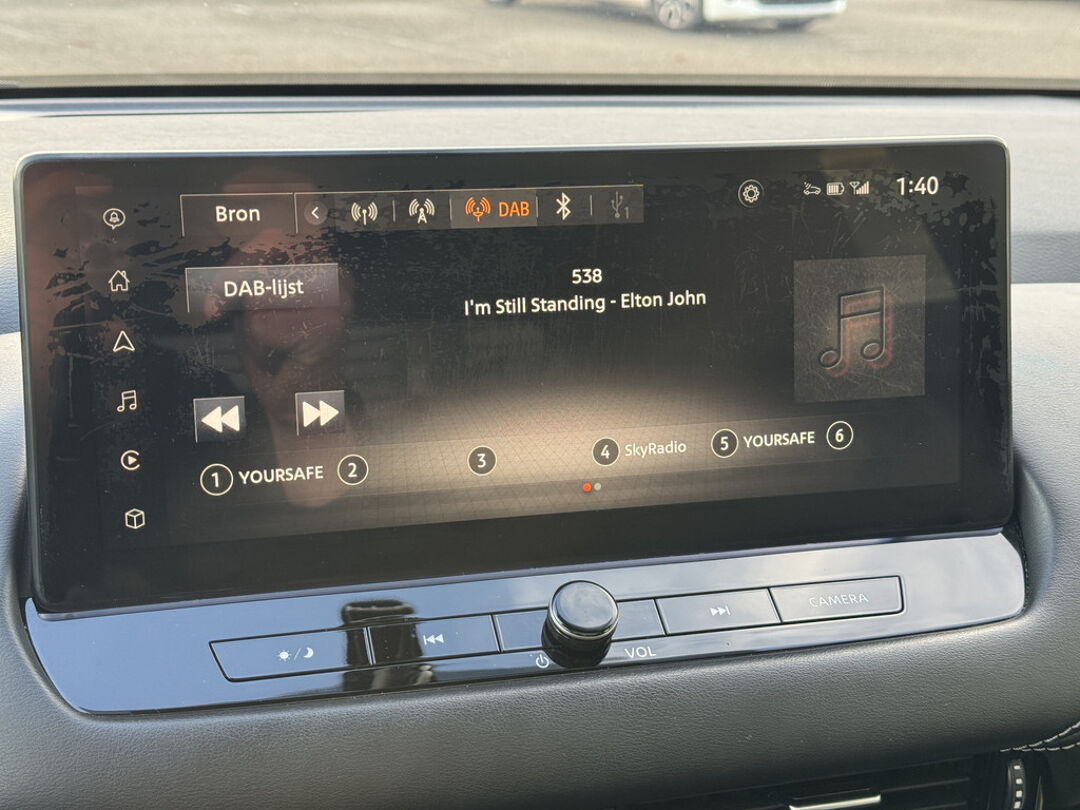 1:40
Bron
DAB
1
DAB-lijst
538
I'm Still Standing - Elton John
1 YOURSAFE 2 3 4 SkyRadio 5 YOURSAFE 6
VOL
CAMERA